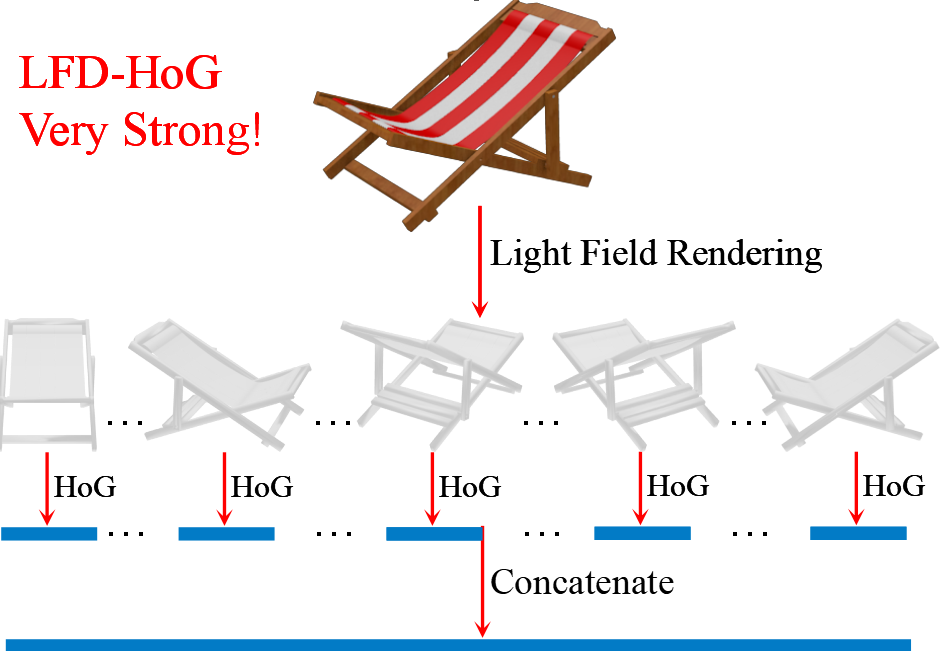 LFD-HoG
Very Strong!
Light Field Rendering
... ... ... ...
HoG HoG HoG HoG HoG
... ... ... ...
Concatenate